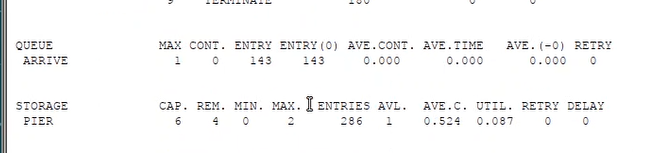 9 TERMINATE 180 0 0
QUEUE MAX CONT. ENTRY ENTRY(0) AVE.CONT. AVE.TIME AVE.(-0) RETRY
ARRIVE 1 0 143 143 0.000 0.000 0.000 0
STORAGE CAP. REM. MIN. MAX. ENTRIES AVL. AVE.C. UTIL. RETRY DELAY
PIER 6 4 0 2 286 1 0.524 0.087 0 0